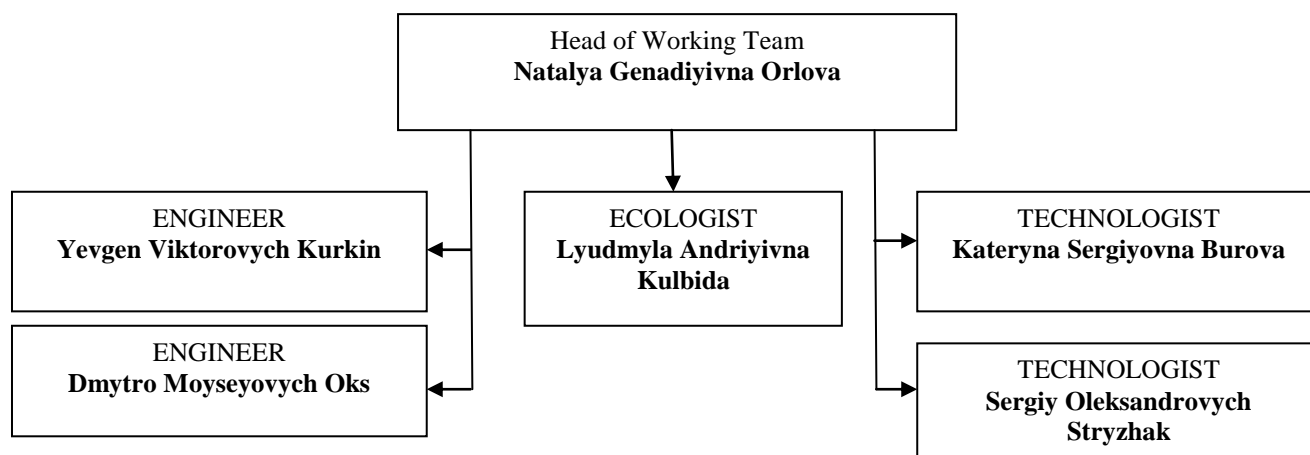 Head of Working Team
Natalya Genadiyivna Orlova
ENGINEER
Yevgen Viktorovych Kurkin
ECOLOGIST
Lyudmyla Andriyivna
Kulbida
TECHNOLOGIST
Kateryna Sergiyovna Burova
ENGINEER
Dmytro Moyseyovych Oks
TECHNOLOGIST
Sergiy Oleksandrovych
Stryzhak